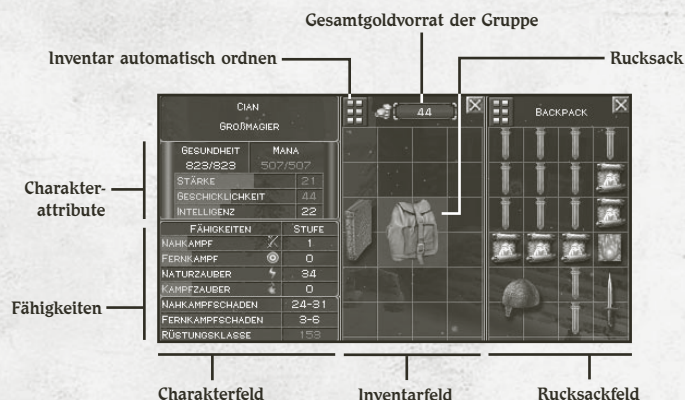 Gesamtgoldvorrat der Gruppe
Inventar automatisch ordnen
Rucksack
CIAN
GROßMAGIER
44
BACKPACK
GESUNDHEIT MANA
823/823 507/507
STÄRKE 21
GESCHICKLICHKEIT 44
INTELLIGENZ 22
Charakter-
attribute
FÄHIGKEITEN STUFE
NAHKAMPF 1
FERNKAMPF 0
NATURZAUBER 34
KAMPFZAUBER 0
Fähigkeiten
NAHKAMPFSCHADEN 24-31
FERNKAMPFSCHADEN 3-6
RÜSTUNGSKLASSE 153
Charakterfeld
Inventarfeld
Rucksackfeld